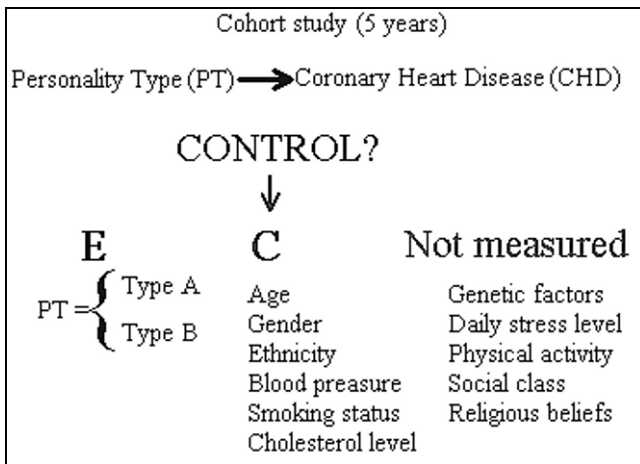 Cohort study (5 years)
Personality Type (PT) → Coronary Heart Disease (CHD)
CONTROL?
↓
E C Not measured
PT = { Type A
Type B
Age Genetic factors
Gender Daily stress level
Ethnicity Physical activity
Blood preasure Social class
Smoking status Religious beliefs
Cholesterol level